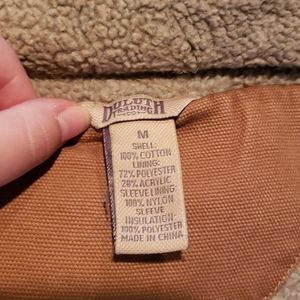 DULUTH
TRADING
CO
M
SHELL:
100% COTTON
LINING:
72% POLYESTER
28% ACRYLIC
SLEEVE LINING
100% NYLON
SLEEVE
INSULATION:
100% POLYESTER
MADE IN CHINA